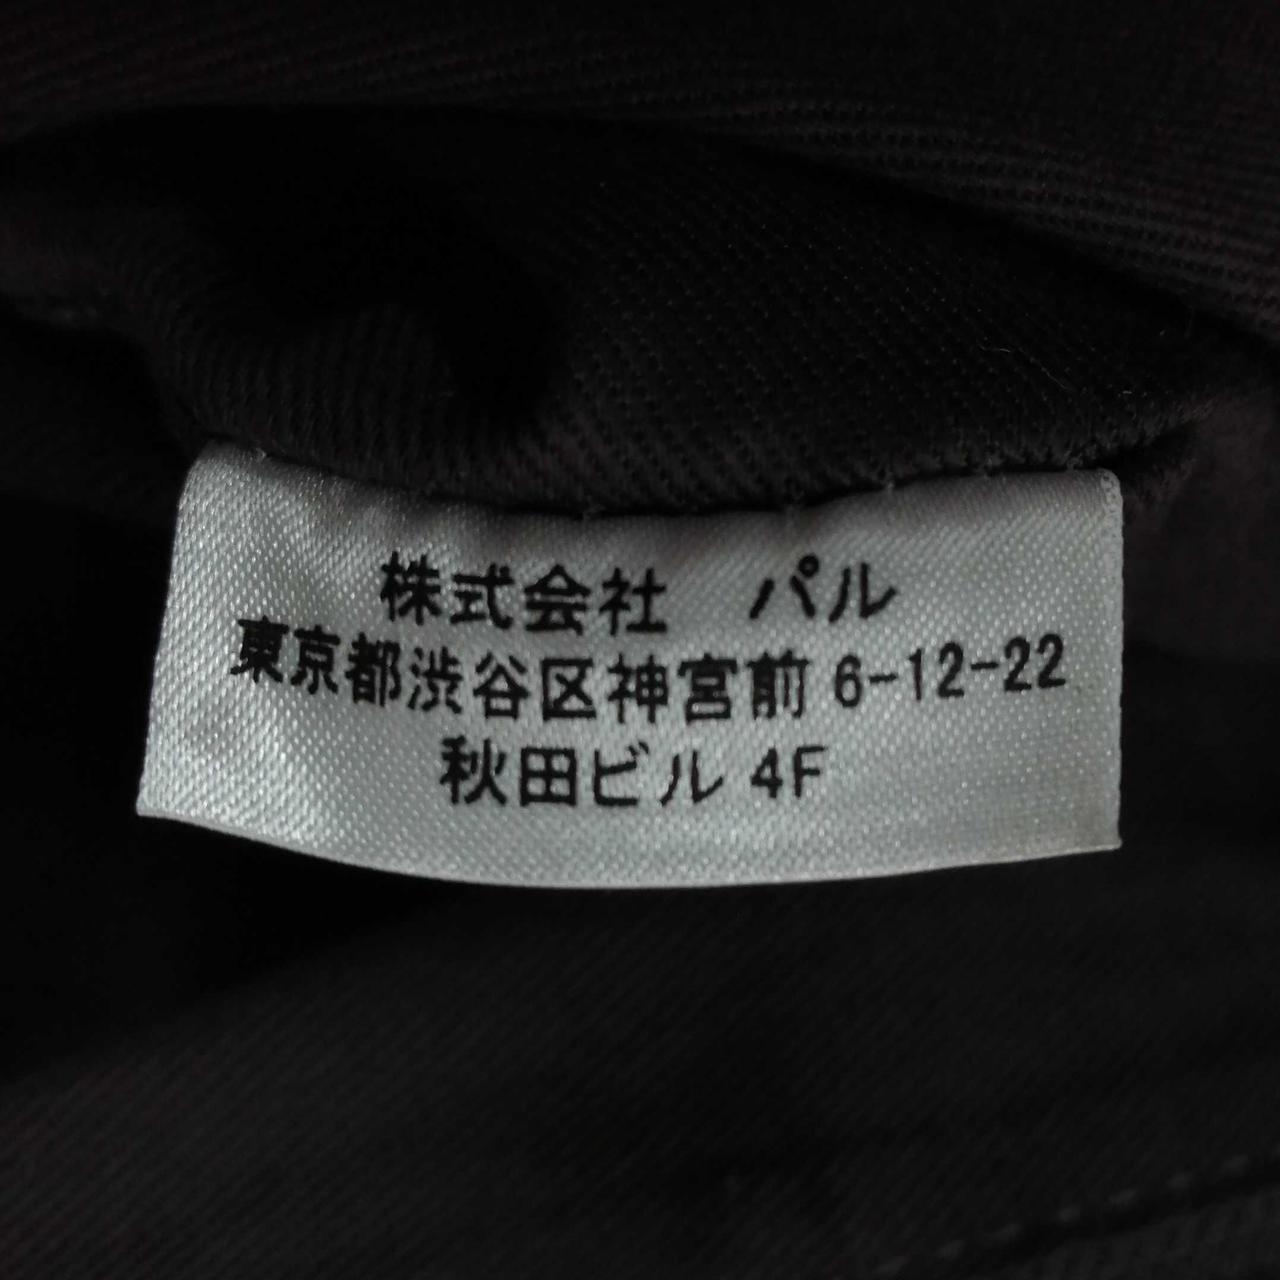 株式会社　パル
東京都渋谷区神宮前 6-12-22
秋田ビル 4F